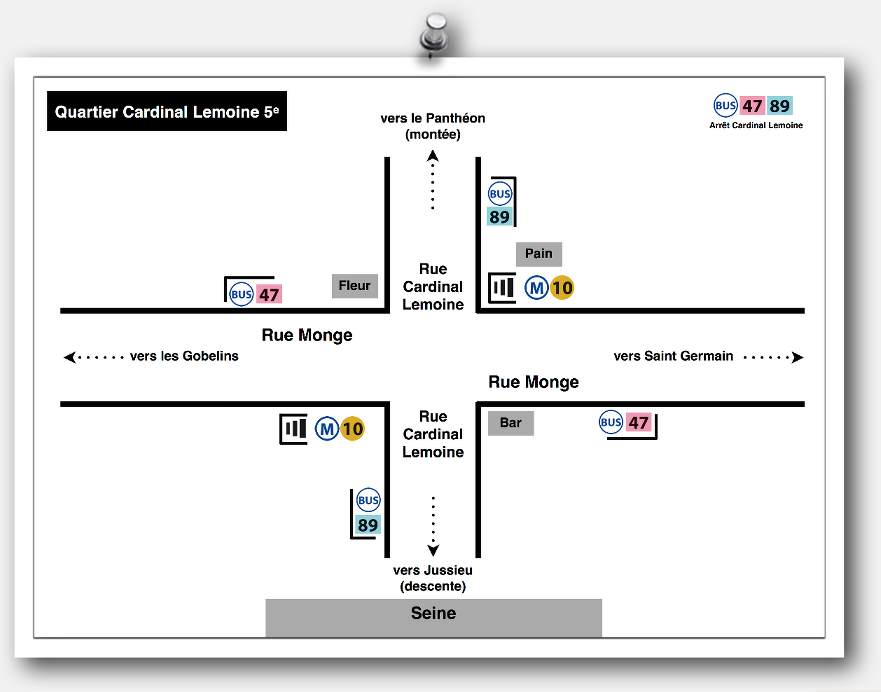 Quartier Cardinal Lemoine 5e
BUS 47 89
Arrêt Cardinal Lemoine
vers le Panthéon
(montée)
BUS
89
Pain
Fleur
Rue
Cardinal
Lemoine
M 10
BUS 47
Rue Monge
vers les Gobelins
vers Saint Germain
Rue Monge
Rue
Cardinal
Lemoine
M 10
Bar
BUS 47
BUS
89
vers Jussieu
(descente)
Seine